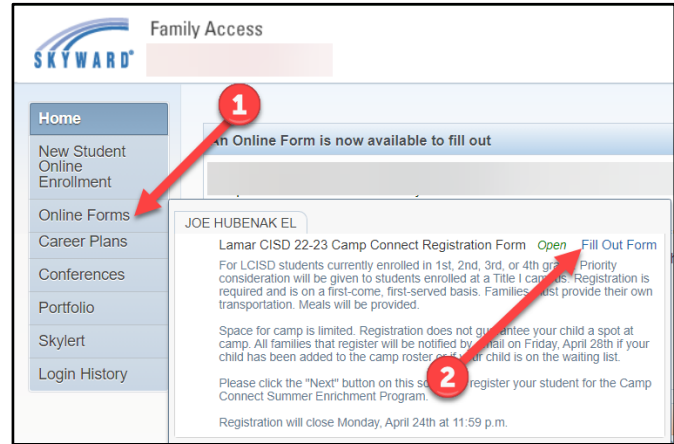 Family Access
SKYWARD
1
Home
An Online Form is now available to fill out
New Student
Online
Enrollment
Online Forms
Career Plans
Conferences
Portfolio
Skylert
Login History
JOE HUBENAK EL
Lamar CISD 22-23 Camp Connect Registration Form Open Fill Out Form
For LCISD students currently enrolled in 1st, 2nd, 3rd, or 4th Priority
consideration will be given to students enrolled at a Title I Registration is
required and is on a first-come, first-served basis. Families must provide their own
transportation. Meals will be provided.
Space for camp is limited. Registration does not guarantee your child a spot at
camp. All families that register will be notified by email on Friday, April 28th if your
child has been added to the camp roster or if your child is on the waiting list.
2
Please click the "Next" button on this register your student for the Camp
Connect Summer Enrichment Program.
Registration will close Monday, April 24th at 11:59 p.m.